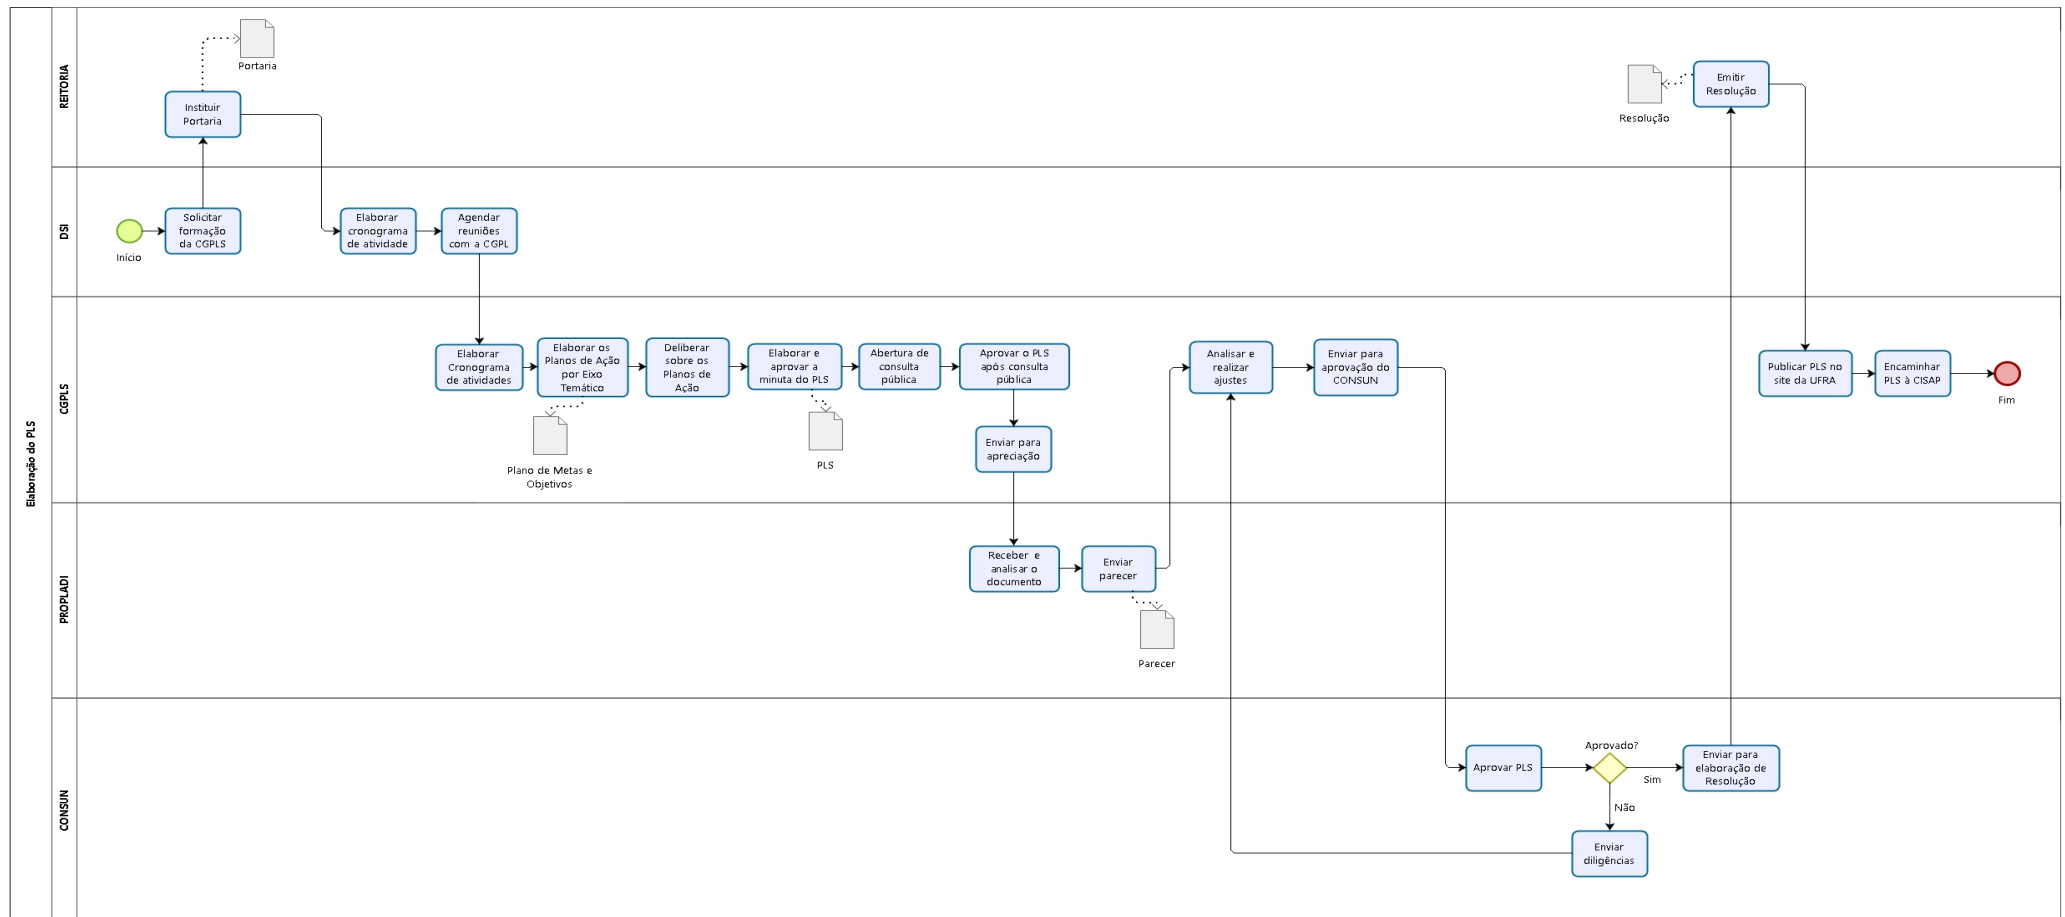 Elaboração do PLS
REITORIA
Portaria
Instituir
Portaria
Resolução
Emitir
Resolução
DSI
Início
Solicitar
formação
da CGPLS
Elaborar
cronograma
de atividade
Agendar
reuniões
com a CGPL
CGPLS
Elaborar
Cronograma
de atividades
Elaborar os
Planos de Ação
por Eixo
Temático
Plano de Metas e
Objetivos
Deliberar
sobre os
Planos de
Ação
Elaborar e
aprovar a
minuta do PLS
PLS
Abertura de
consulta
pública
Aprovar o PLS
após consulta
pública
Enviar para
apreciação
Analisar e
realizar
ajustes
Enviar para
aprovação do
CONSUN
Publicar PLS no
site da UFRA
Encaminhar
PLS à CISAP
Fim
PROPLADI
Receber e
analisar o
documento
Enviar
parecer
Parecer
CONSUN
Aprovar PLS
Aprovado?
Sim
Não
Enviar para
elaboração de
Resolução
Enviar
diligências